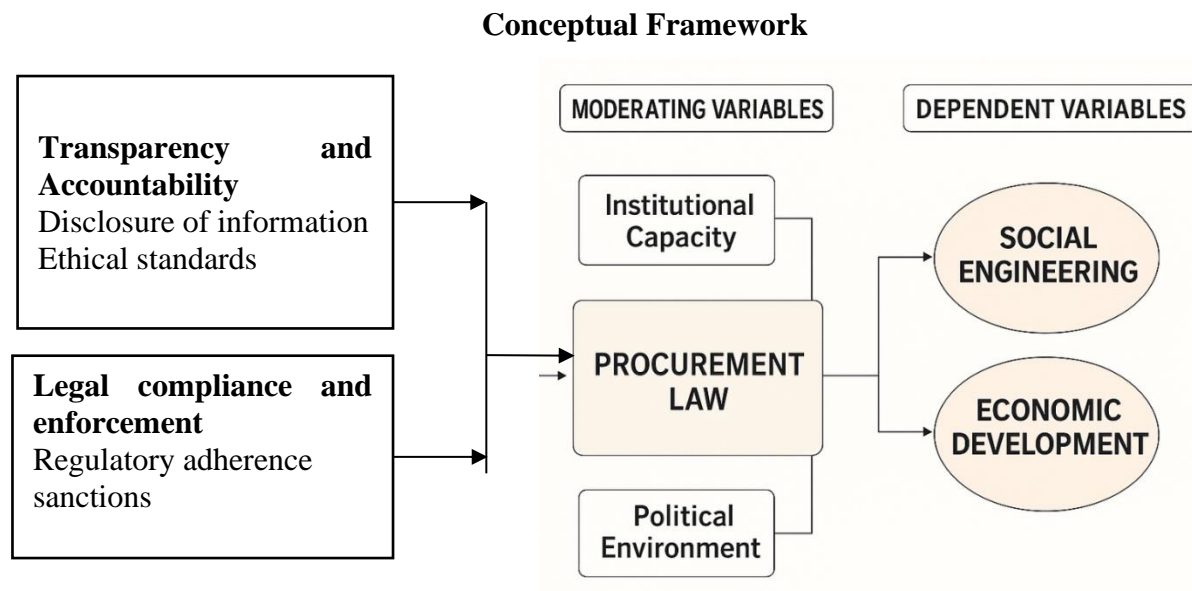 Conceptual Framework
Transparency and
Accountability
Disclosure of information
Ethical standards
Legal compliance and
enforcement
Regulatory adherence
sanctions
MODERATING VARIABLES
Institutional
Capacity
PROCUREMENT
LAW
Political
Environment
DEPENDENT VARIABLES
SOCIAL
ENGINEERING
ECONOMIC
DEVELOPMENT